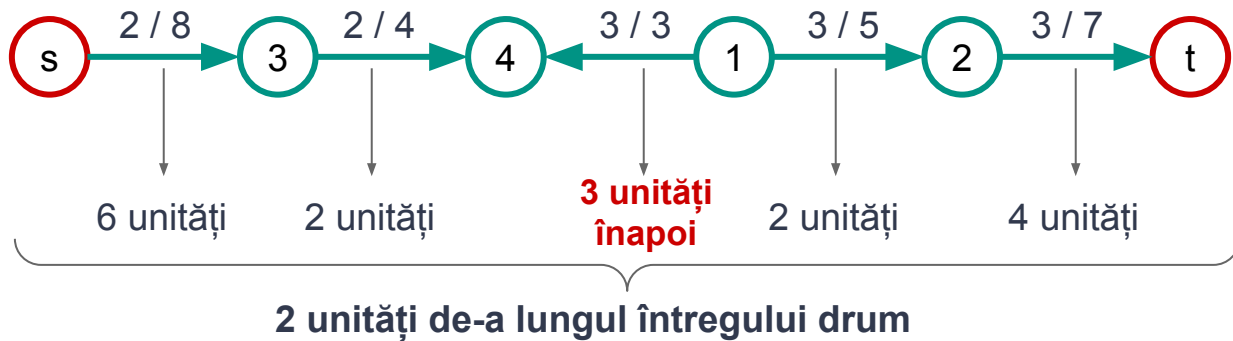 2 / 8 2 / 4 3 / 3 3 / 5 3 / 7
s 3 4 1 2 t
6 unități 2 unități 3 unități înapoi 2 unități 4 unități
2 unități de-a lungul întregului drum